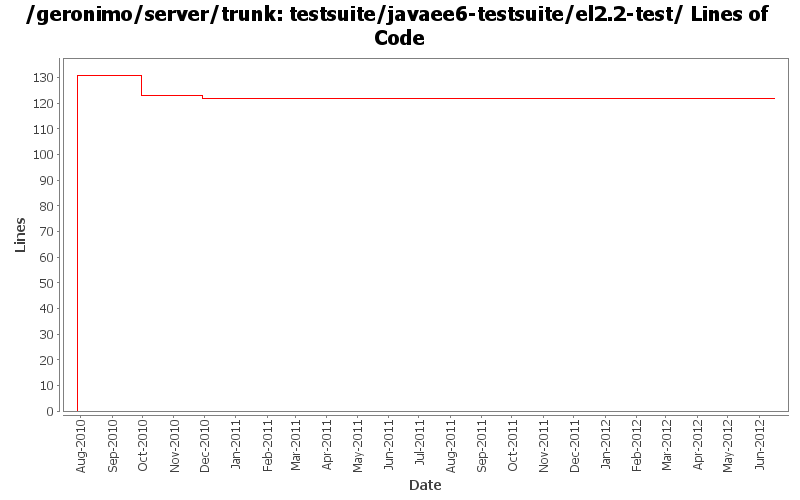 /geronimo/server/trunk: testsuite/javaee6-testsuite/el2.2-test/ Lines of
Code
Lines
130
120
110
100
90
80
70
60
50
40
30
20
10
0
Aug-2010
Sep-2010
Oct-2010
Nov-2010
Dec-2010
Jan-2011
Feb-2011
Mar-2011
Apr-2011
May-2011
Jun-2011
Jul-2011
Aug-2011
Sep-2011
Oct-2011
Nov-2011
Dec-2011
Jan-2012
Feb-2012
Mar-2012
Apr-2012
May-2012
Jun-2012
Date